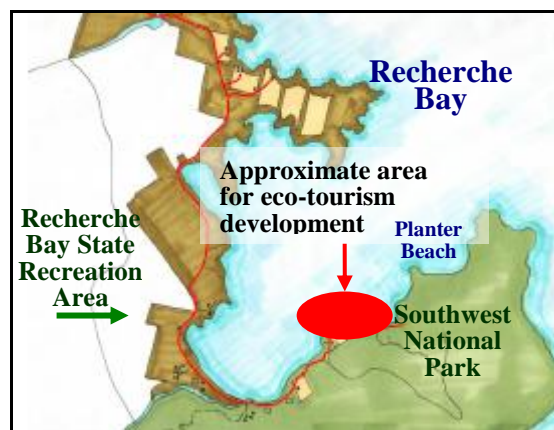 Recherche
Bay
Approximate area
for eco-tourism
development
Recherche
Bay State
Recreation
Area
Planter
Beach
Southwest
National
Park